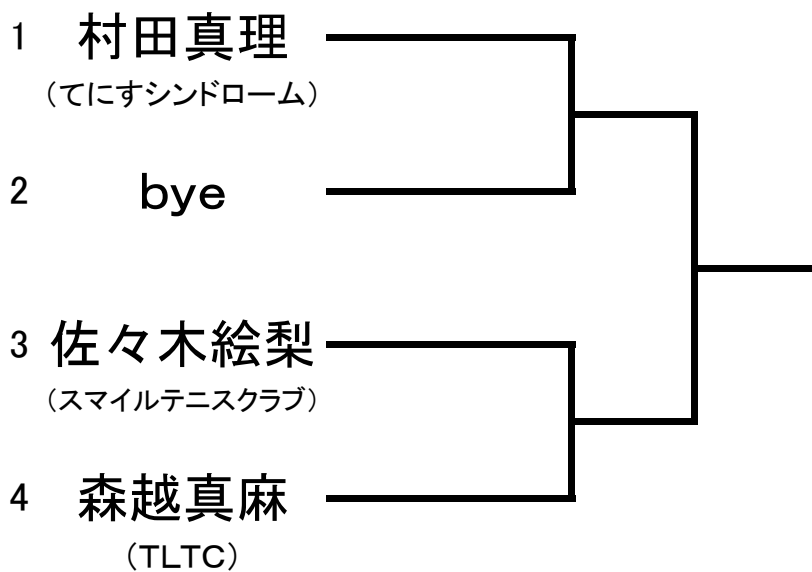 1 村田真理
（てにすシンドローム）
2 bye
3 佐々木絵梨
（スマイルテニスクラブ）
4 森越真麻
（TLTC）